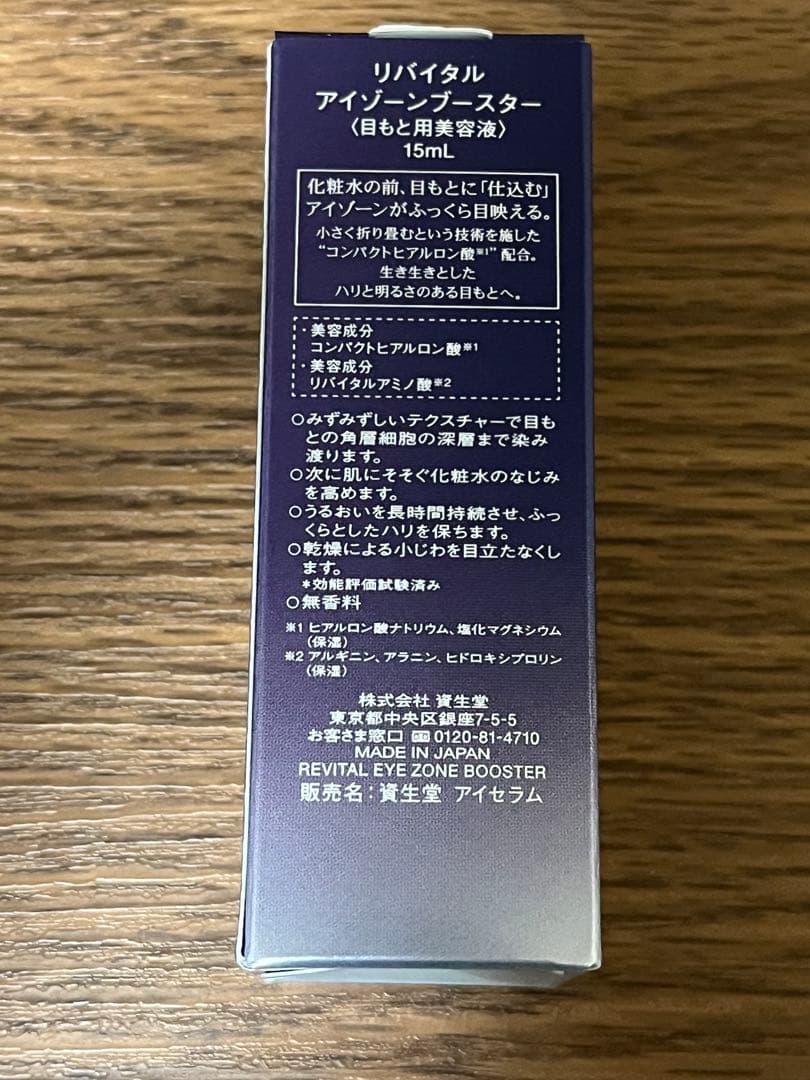 リバイタル
アイゾーンブースター
〈目もと用美容液〉
15mL
化粧水の前、目もとに「仕込む」
アイゾーンがふっくら目映える。
小さく折り畳むという技術を施した
“コンパクトヒアルロン酸※1”配合。
生き生きとした
ハリと明るさのある目もとへ。
・美容成分
コンパクトヒアルロン酸※1
・美容成分
リバイタルアミノ酸※2
○みずみずしいテクスチャーで目も
との角層細胞の深層まで染み
渡ります。
○次に肌にそそぐ化粧水のなじみ
を高めます。
○うるおいを長時間持続させ、ふっ
くらとしたハリを保ちます。
○乾燥による小じわを目立たなくし
ます。
*効能評価試験済み
○無香料
※1 ヒアルロン酸ナトリウム、塩化マグネシウム
（保湿）
※2 アルギニン、アラニン、ヒドロキシプロリン
（保湿）
株式会社 資生堂
東京都中央区銀座7-5-5
お客さま窓口 0120-81-4710
MADE IN JAPAN
REVITAL EYE ZONE BOOSTER
販売名：資生堂 アイセラム